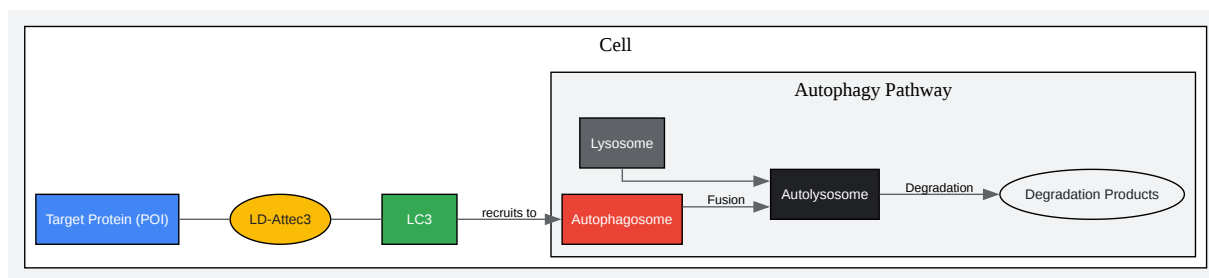 Cell
Autophagy Pathway
Lysosome
Target Protein (POI)
LD-Attec3
LC3
recruits to
Autophagosome
Fusion
Autolysosome
Degradation
Degradation Products